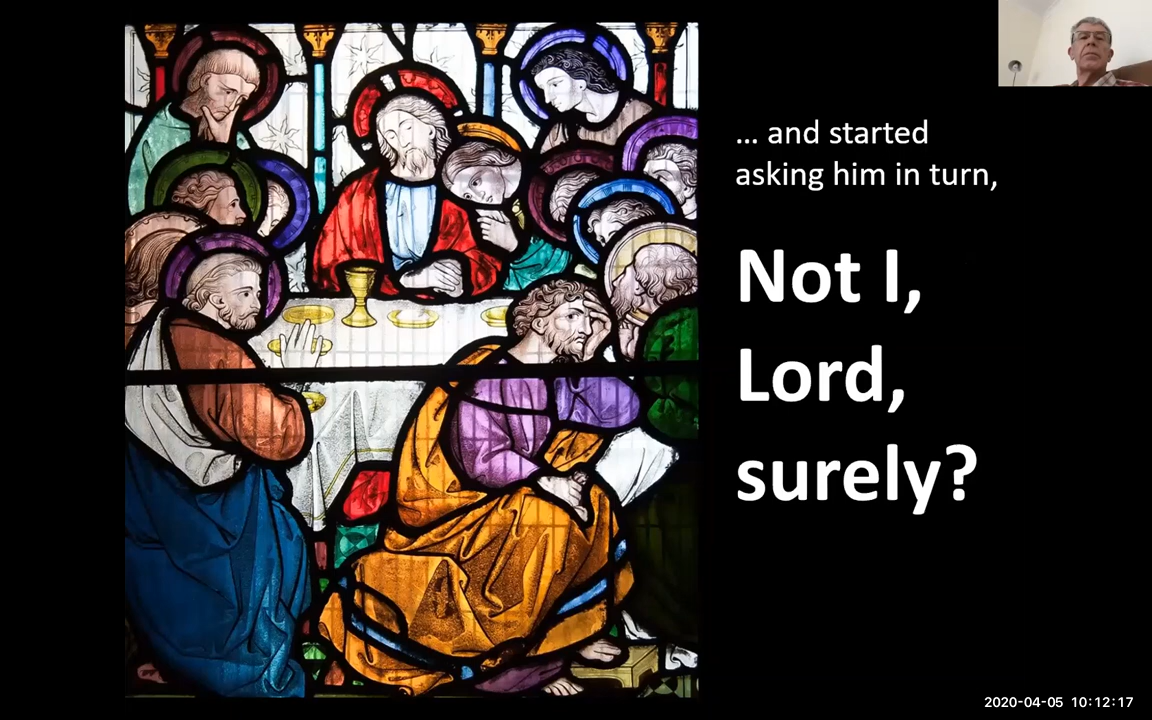 … and started
asking him in turn,
Not I,
Lord,
surely?
2020-04-05 10:12:17